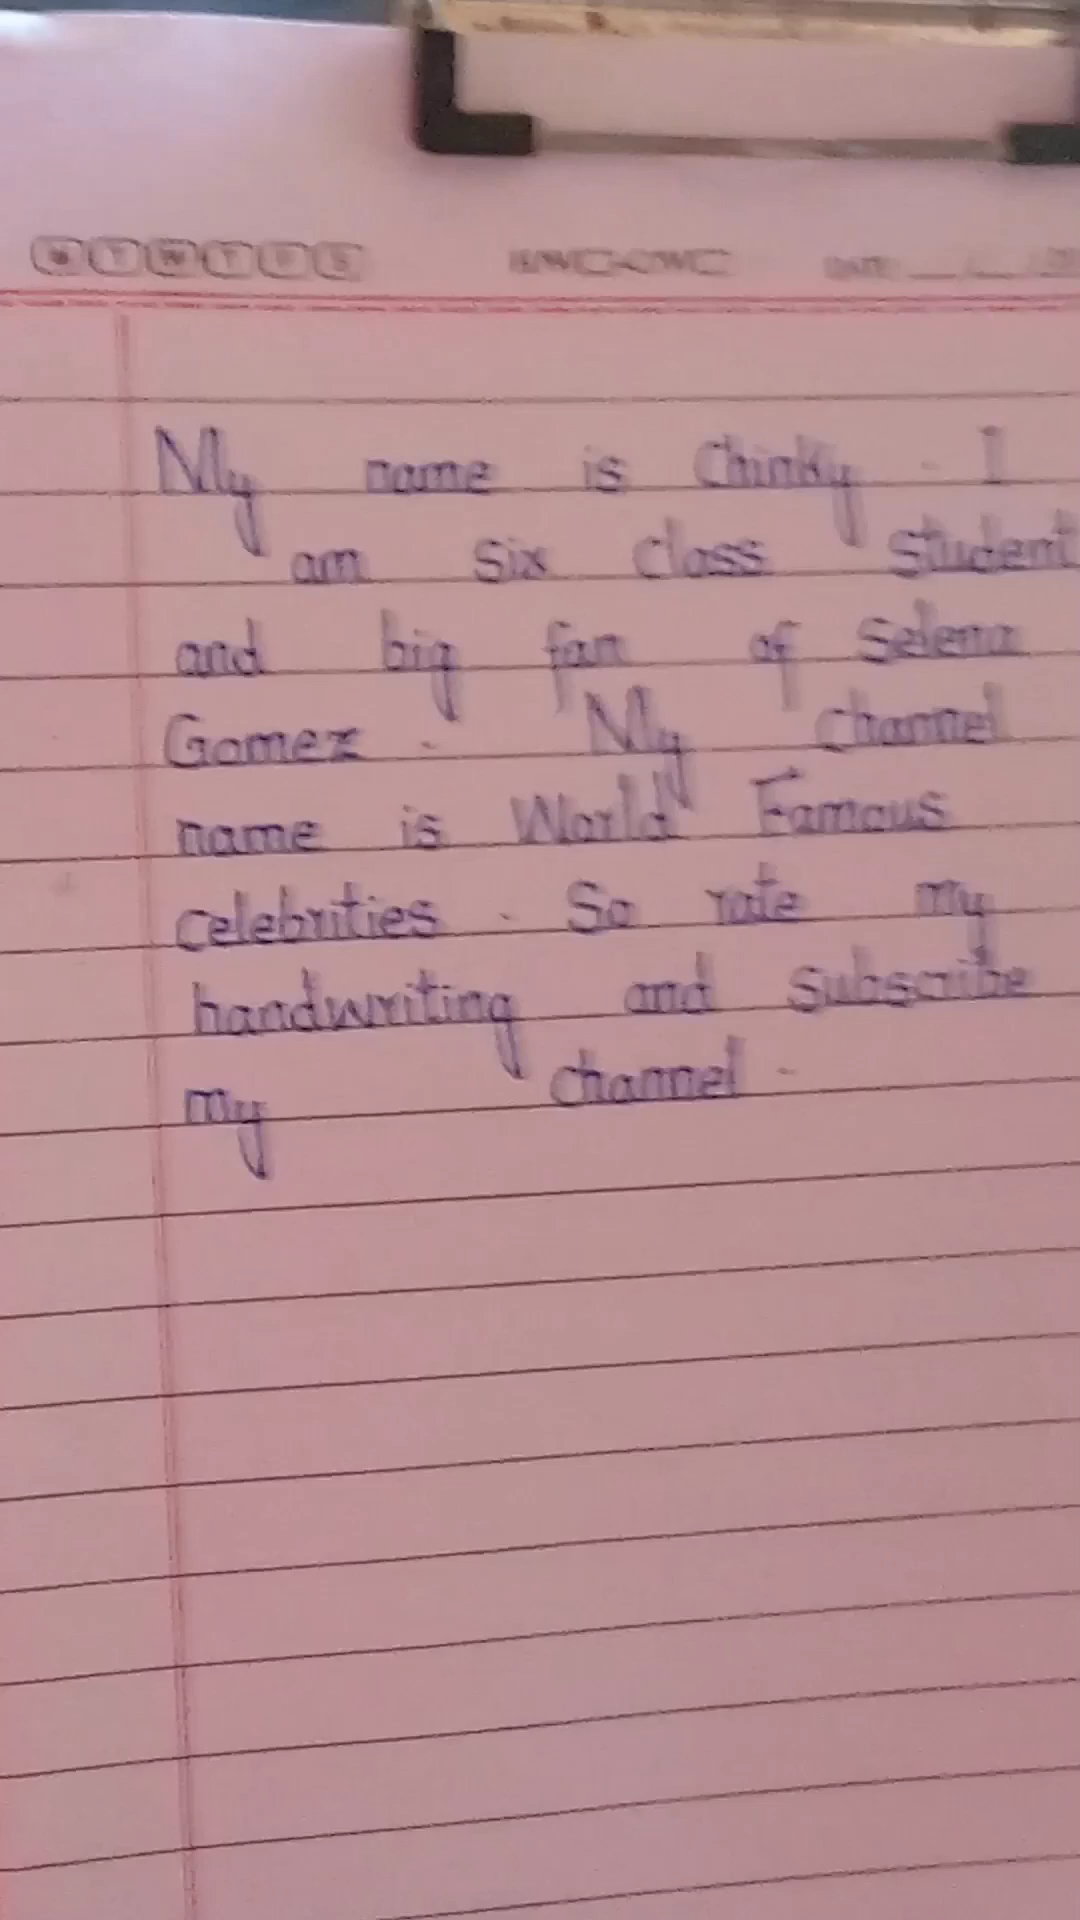 M T W T F S
H/W C/W
DATE
My name is Chinky. I
am six class student
and big fan of Selena
Gomez. My channel
name is World Famous
celebrities. So rate my
handwriting and subscribe
my channel.